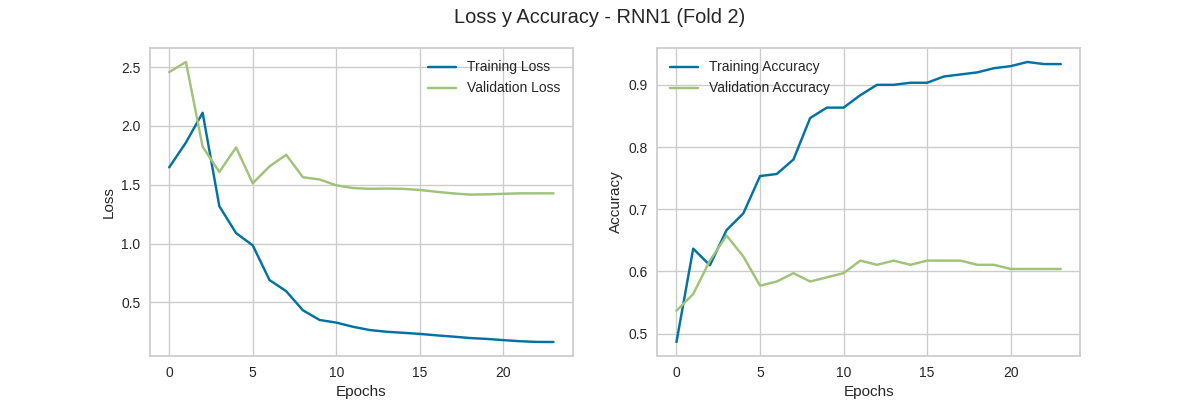 Loss y Accuracy - RNN1 (Fold 2)
Training Loss
Validation Loss
2.5
2.0
1.5
1.0
0.5
Loss
0 5 10 15 20
Epochs
Training Accuracy
Validation Accuracy
0.9
0.8
0.7
0.6
0.5
Accuracy
0 5 10 15 20
Epochs